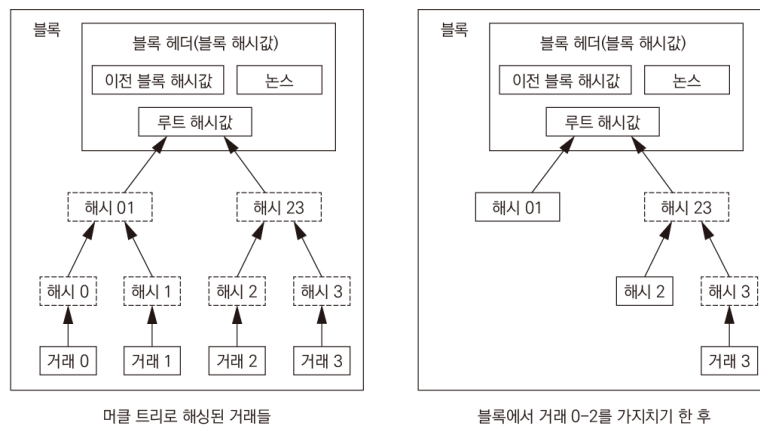 블록
블록 헤더(블록 해시값)
이전 블록 해시값
논스
루트 해시값
해시 01
해시 23
해시 0
해시 1
해시 2
해시 3
거래 0
거래 1
거래 2
거래 3
머클 트리로 해싱된 거래들
블록
블록 헤더(블록 해시값)
이전 블록 해시값
논스
루트 해시값
해시 01
해시 23
해시 2
해시 3
거래 3
블록에서 거래 0-2를 가지치기 한 후